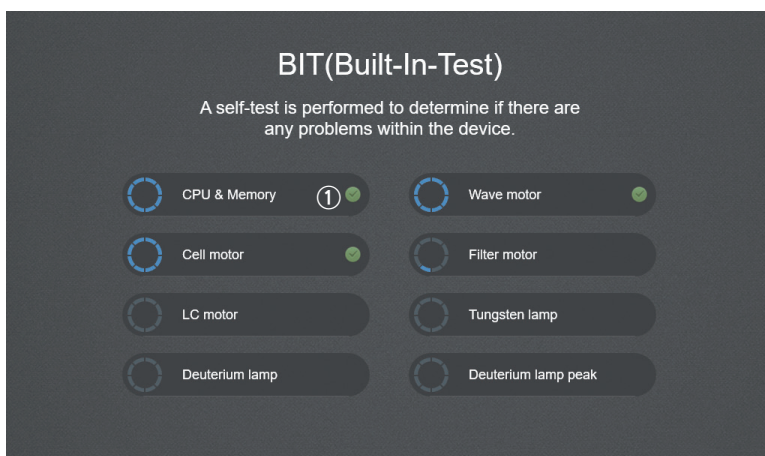 BIT(Built-In-Test)
A self-test is performed to determine if there are
any problems within the device.
CPU & Memory ①
Wave motor
Cell motor
Filter motor
LC motor
Tungsten lamp
Deuterium lamp
Deuterium lamp peak